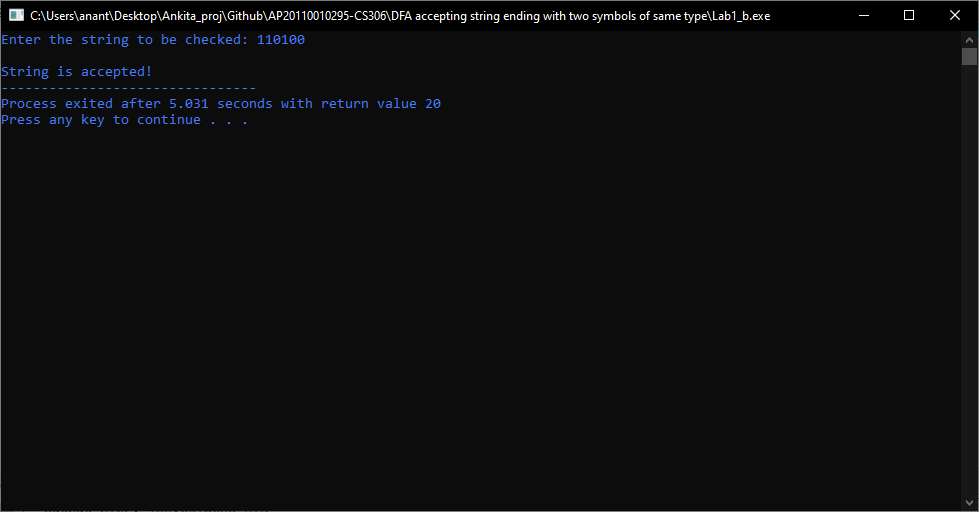 C:\Users\anant\Desktop\Ankita_proj\Github\AP20110010295-CS306\DFA accepting string ending with two symbols of same type\Lab1_b.exe
Enter the string to be checked: 110100
String is accepted!
--------------------------------
Process exited after 5.031 seconds with return value 20
Press any key to continue . . .